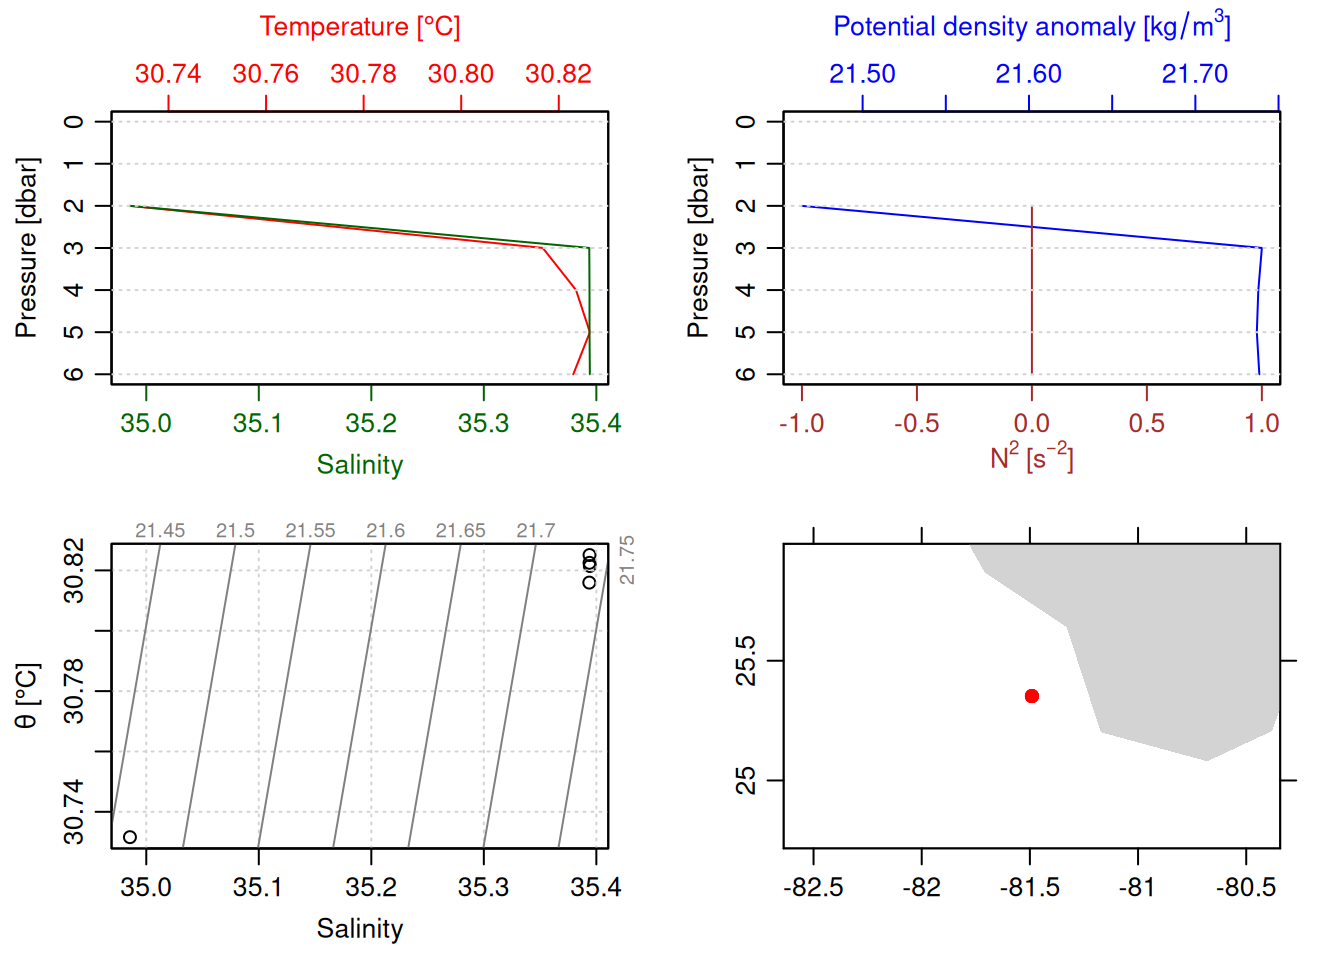 Temperature [°C]
30.74 30.76 30.78 30.80 30.82
Pressure [dbar]
0
1
2
3
4
5
6
35.0 35.1 35.2 35.3 35.4
Salinity
Potential density anomaly [kg/m³]
21.50 21.60 21.70
Pressure [dbar]
0
1
2
3
4
5
6
-1.0 -0.5 0.0 0.5 1.0
N² [s⁻²]
21.45 21.5 21.55 21.6 21.65 21.7
21.75
θ [°C]
30.82
30.78
30.74
35.0 35.1 35.2 35.3 35.4
Salinity
25.5
25
-82.5 -82 -81.5 -81 -80.5